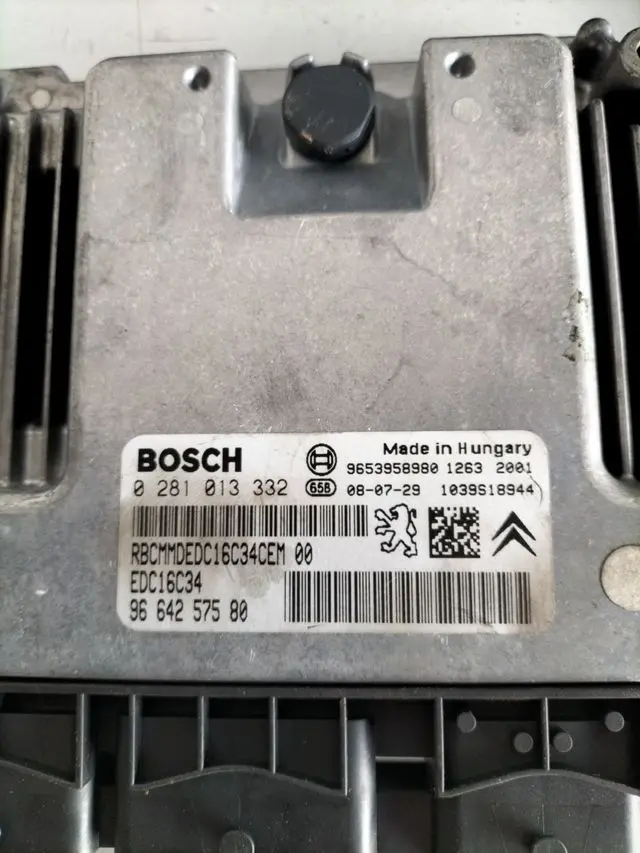 BOSCH
Made in Hungary
9653958980 1263 2001
0 281 013 332 65B 08-07-29 1039S18944
RBCMMDEDC16C34CEM 00
EDC16C34
96 642 575 80